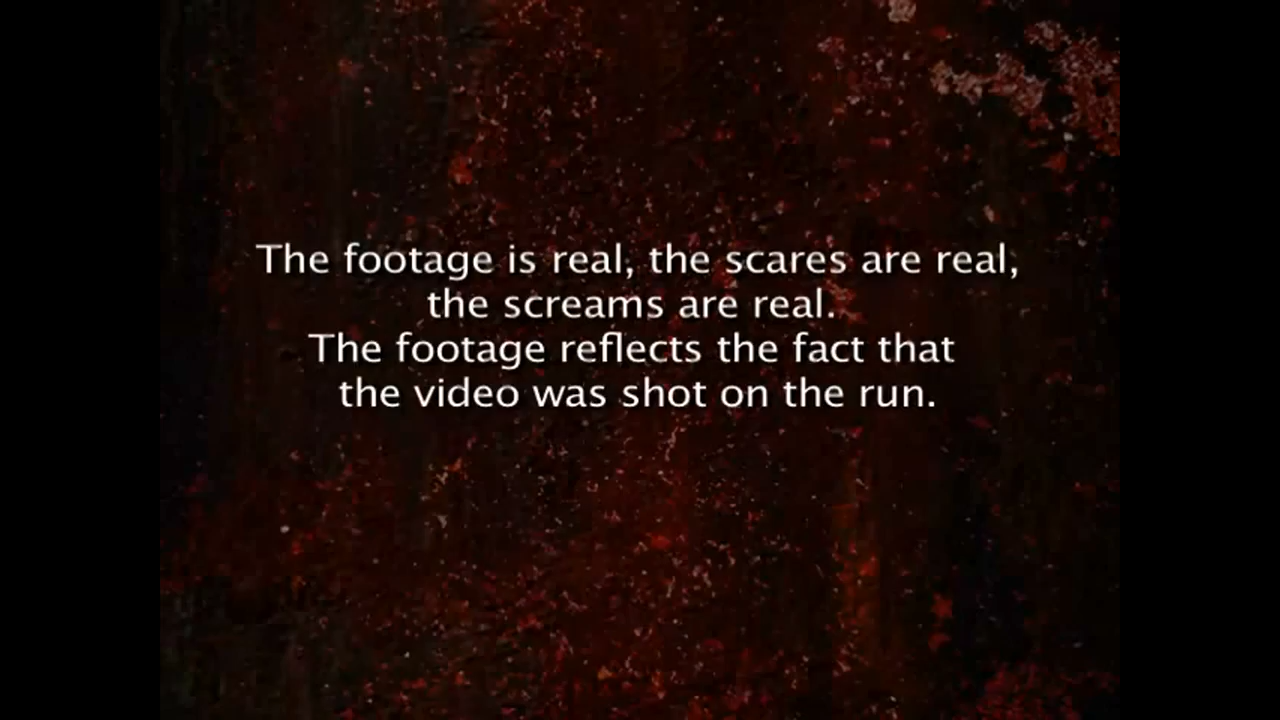 The footage is real, the scares are real,
the screams are real.
The footage reflects the fact that
the video was shot on the run.